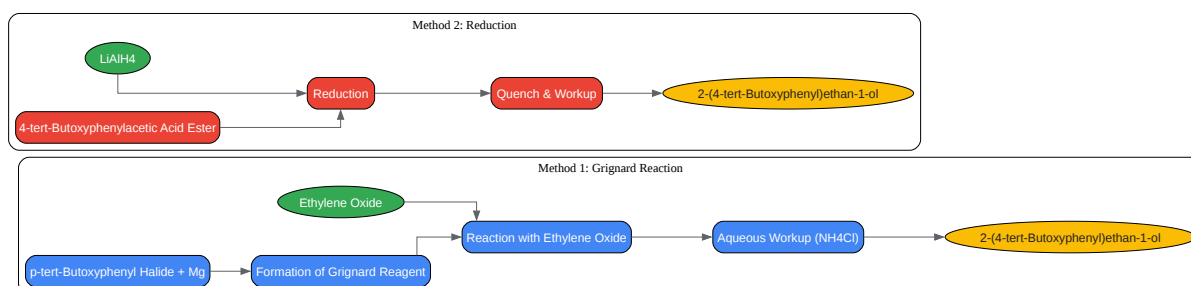 Method 2: Reduction
LiAlH4
Reduction
Quench & Workup
2-(4-tert-Butoxyphenyl)ethan-1-ol
4-tert-Butoxyphenylacetic Acid Ester
Method 1: Grignard Reaction
Ethylene Oxide
Reaction with Ethylene Oxide
Aqueous Workup (NH4Cl)
2-(4-tert-Butoxyphenyl)ethan-1-ol
p-tert-Butoxyphenyl Halide + Mg
Formation of Grignard Reagent